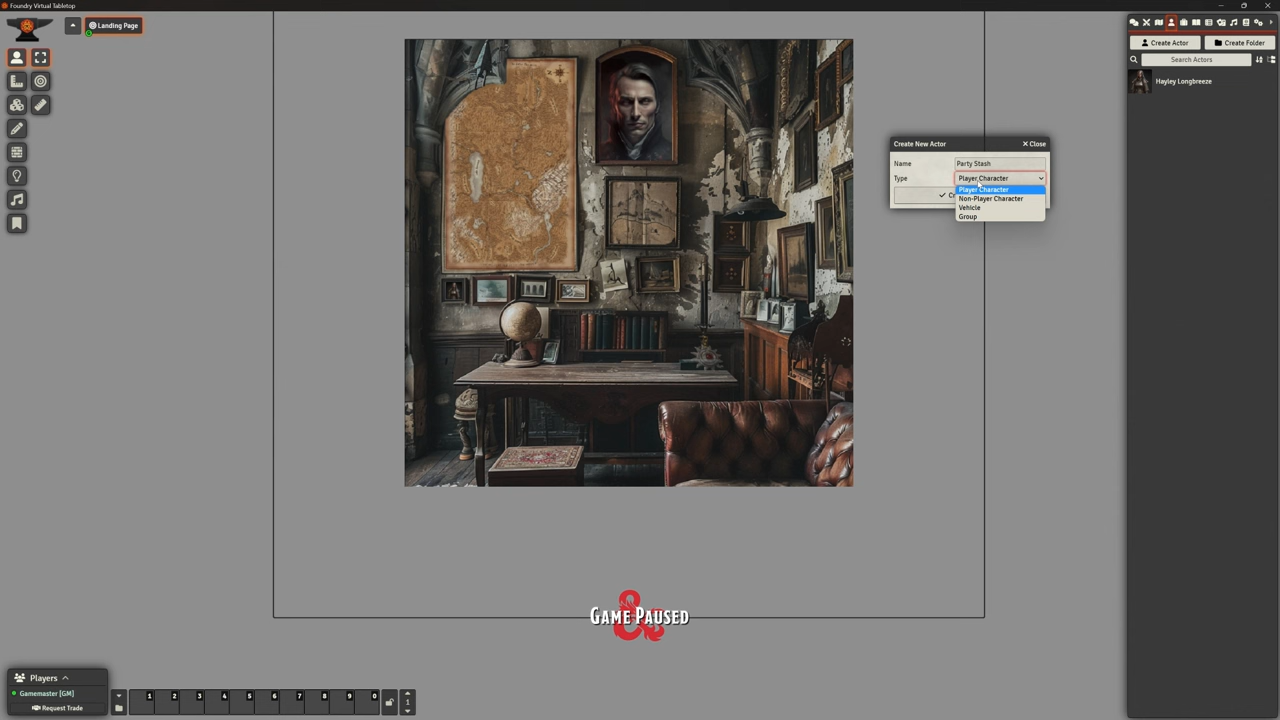 Foundry Virtual Tabletop
Landing Page
G
Create Actor
Create Folder
Search Actors
Hayley Longbreeze
Create New Actor
Close
Name
Party Stash
Type
Player Character
Player Character
Non-Player Character
Vehicle
Group
Game Paused
Players
Gamemaster [GM]
Request Trade
1 2 3 4 5 6 7 8 9 0
1